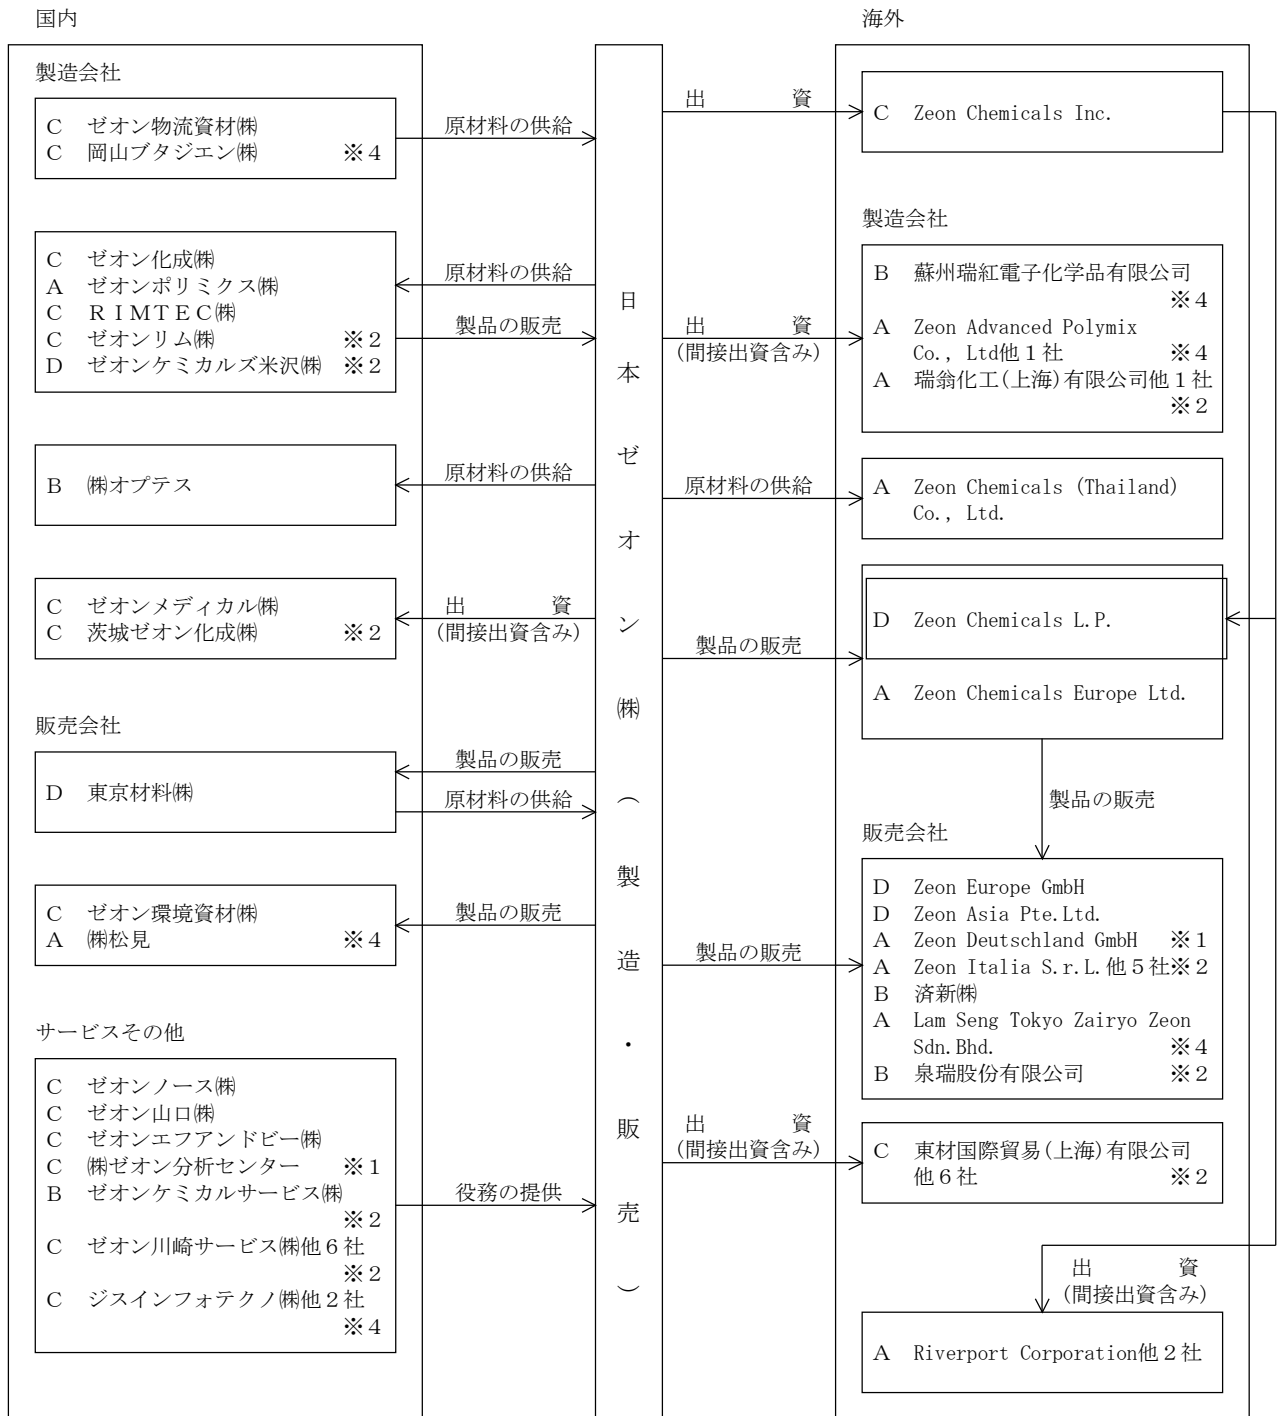 国内
製造会社
C ゼオン物流資材㈱
C 岡山ブタジエン㈱ ※4
原材料の供給
C ゼオン化成㈱
A ゼオンポリミクス㈱
C RIMTEC㈱
C ゼオンリム㈱ ※2
D ゼオンケミカルズ米沢㈱ ※2
原材料の供給
製品の販売
B ㈱オプテス
原材料の供給
C ゼオンメディカル㈱
C 茨城ゼオン化成㈱ ※2
出 資
(間接出資含み)
販売会社
D 東京材料㈱
製品の販売
原材料の供給
C ゼオン環境資材㈱
A ㈱松見 ※4
製品の販売
サービスその他
C ゼオンノース㈱
C ゼオン山口㈱
C ゼオンエフアンドビー㈱
C ㈱ゼオン分析センター ※1
B ゼオンケミカルサービス㈱
※2
C ゼオン川崎サービス㈱他6社
※2
C ジスインフォテクノ㈱他2社
※4
役務の提供
日本ゼオン㈱(製造・販売)
海外
出 資
C Zeon Chemicals Inc.
製造会社
B 蘇州瑞紅電子化学品有限公司
※4
A Zeon Advanced Polymix
Co., Ltd他1社 ※4
A 瑞翁化工(上海)有限公司他1社
※2
出 資
(間接出資含み)
原材料の供給
A Zeon Chemicals (Thailand)
Co., Ltd.
D Zeon Chemicals L.P.
製品の販売
A Zeon Chemicals Europe Ltd.
製品の販売
販売会社
D Zeon Europe GmbH
D Zeon Asia Pte.Ltd.
A Zeon Deutschland GmbH ※1
A Zeon Italia S.r.L.他5社※2
B 済新㈱
A Lam Seng Tokyo Zairyo Zeon
Sdn.Bhd. ※4
B 泉瑞股份有限公司 ※2
製品の販売
出 資
(間接出資含み)
C 東材国際貿易(上海)有限公司
他6社 ※2
出 資
(間接出資含み)
A Riverport Corporation他2社